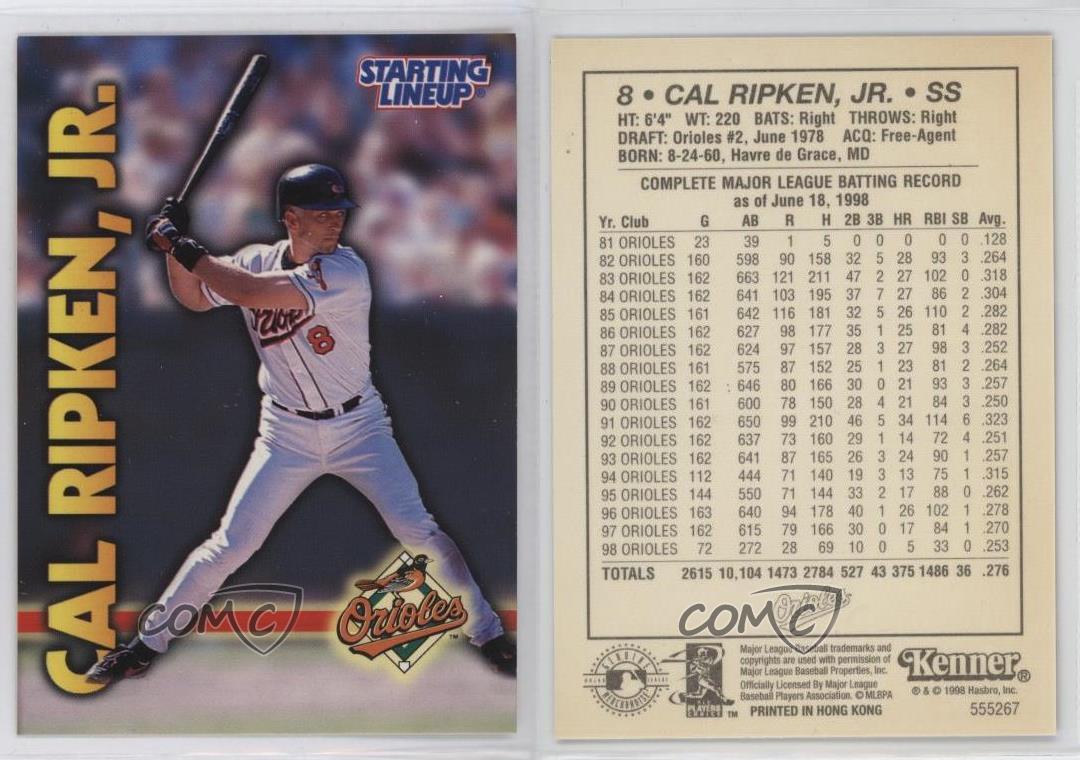 CAL RIPKEN, JR.
STARTING
LINEUP®
Orioles
8
Orioles™
COMC
8 • CAL RIPKEN, JR. • SS
HT: 6'4" WT: 220 BATS: Right THROWS: Right
DRAFT: Orioles #2, June 1978 ACQ: Free-Agent
BORN: 8-24-60, Havre de Grace, MD
COMPLETE MAJOR LEAGUE BATTING RECORD
as of June 18, 1998
Yr. Club G AB R H 2B 3B HR RBI SB Avg.
81 ORIOLES 23 39 1 5 0 0 0 0 0 .128
82 ORIOLES 160 598 90 158 32 5 28 93 3 .264
83 ORIOLES 162 663 121 211 47 2 27 102 0 .318
84 ORIOLES 162 641 103 195 37 7 27 86 2 .304
85 ORIOLES 161 642 116 181 32 5 26 110 2 .282
86 ORIOLES 162 627 98 177 35 1 25 81 4 .282
87 ORIOLES 162 624 97 157 28 3 27 98 3 .252
88 ORIOLES 161 575 87 152 25 1 23 81 2 .264
89 ORIOLES 162 646 80 166 30 0 21 93 3 .257
90 ORIOLES 161 600 78 150 28 4 21 84 3 .250
91 ORIOLES 162 650 99 210 46 5 34 114 6 .323
92 ORIOLES 162 637 73 160 29 1 14 72 4 .251
93 ORIOLES 162 641 87 165 26 3 24 90 1 .257
94 ORIOLES 112 444 71 140 19 3 13 75 1 .315
95 ORIOLES 144 550 71 144 33 2 17 88 0 .262
96 ORIOLES 163 640 94 178 40 1 26 102 1 .278
97 ORIOLES 162 615 79 166 30 0 17 84 1 .270
98 ORIOLES 72 272 28 69 10 0 5 33 0 .253
TOTALS 2615 10,104 1473 2784 527 43 375 1486 36 .276
Orioles
COMC
GENUINE
MERCHANDISE
PLAYERS
CHOICE
™
Major League Baseball trademarks and
copyrights are used with permission of
Major League Baseball Properties, Inc.
Officially Licensed By Major League
Baseball Players Association. © MLBPA
PRINTED IN HONG KONG
Kenner®
® & © 1998 Hasbro, Inc.
555267